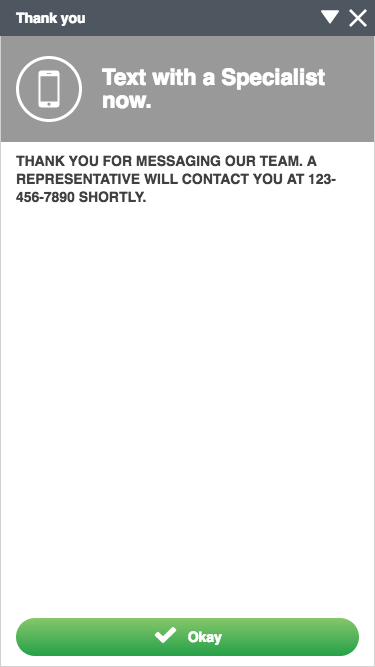 Thank you
Text with a Specialist
now.
THANK YOU FOR MESSAGING OUR TEAM. A
REPRESENTATIVE WILL CONTACT YOU AT 123-
456-7890 SHORTLY.
Okay